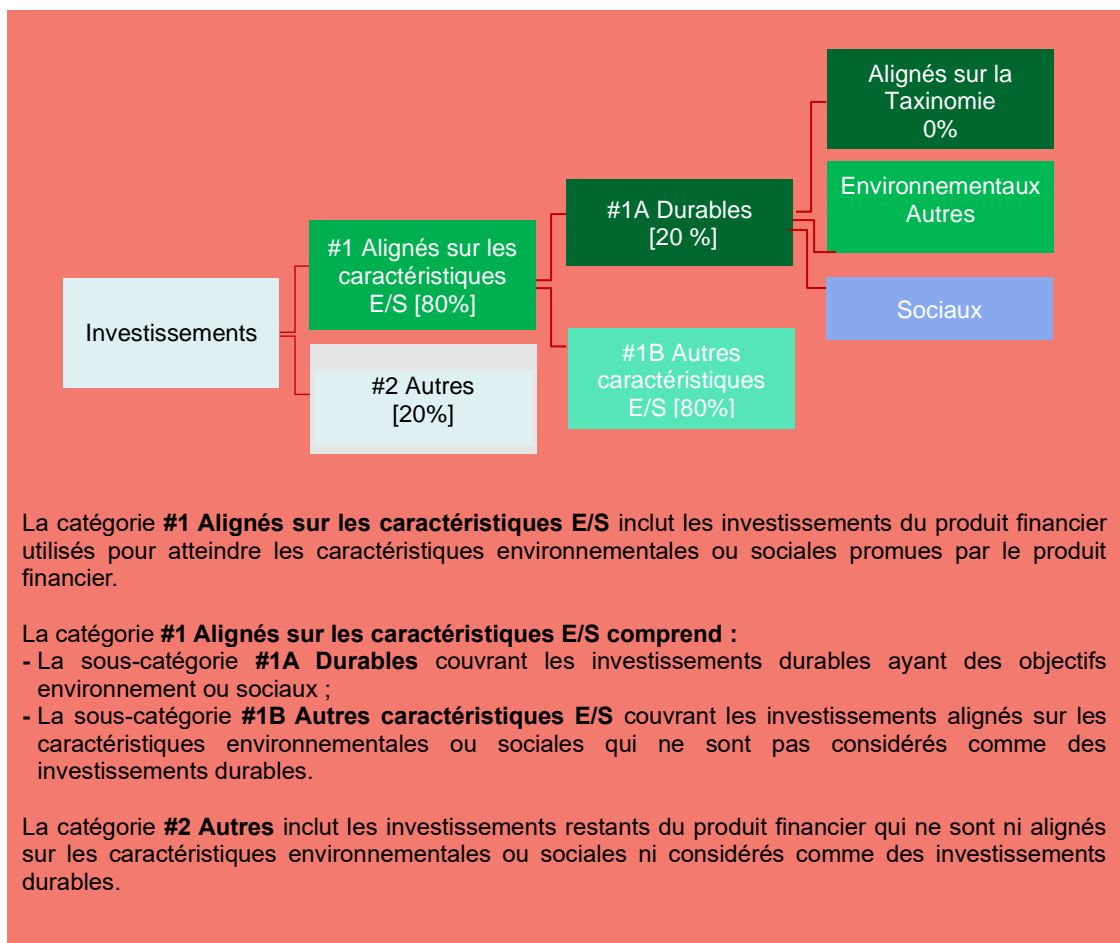 Alignés sur la
Taxinomie
0%
Environnementaux
Autres
#1A Durables
[20 %]
#1 Alignés sur les
caractéristiques
E/S [80%]
Sociaux
Investissements
#1B Autres
caractéristiques
E/S [80%]
#2 Autres
[20%]
La catégorie #1 Alignés sur les caractéristiques E/S inclut les investissements du produit financier
utilisés pour atteindre les caractéristiques environnementales ou sociales promues par le produit
financier.
La catégorie #1 Alignés sur les caractéristiques E/S comprend :
- La sous-catégorie #1A Durables couvrant les investissements durables ayant des objectifs
environnement ou sociaux ;
- La sous-catégorie #1B Autres caractéristiques E/S couvrant les investissements alignés sur les
caractéristiques environnementales ou sociales qui ne sont pas considérés comme des
investissements durables.
La catégorie #2 Autres inclut les investissements restants du produit financier qui ne sont ni alignés
sur les caractéristiques environnementales ou sociales ni considérés comme des investissements
durables.